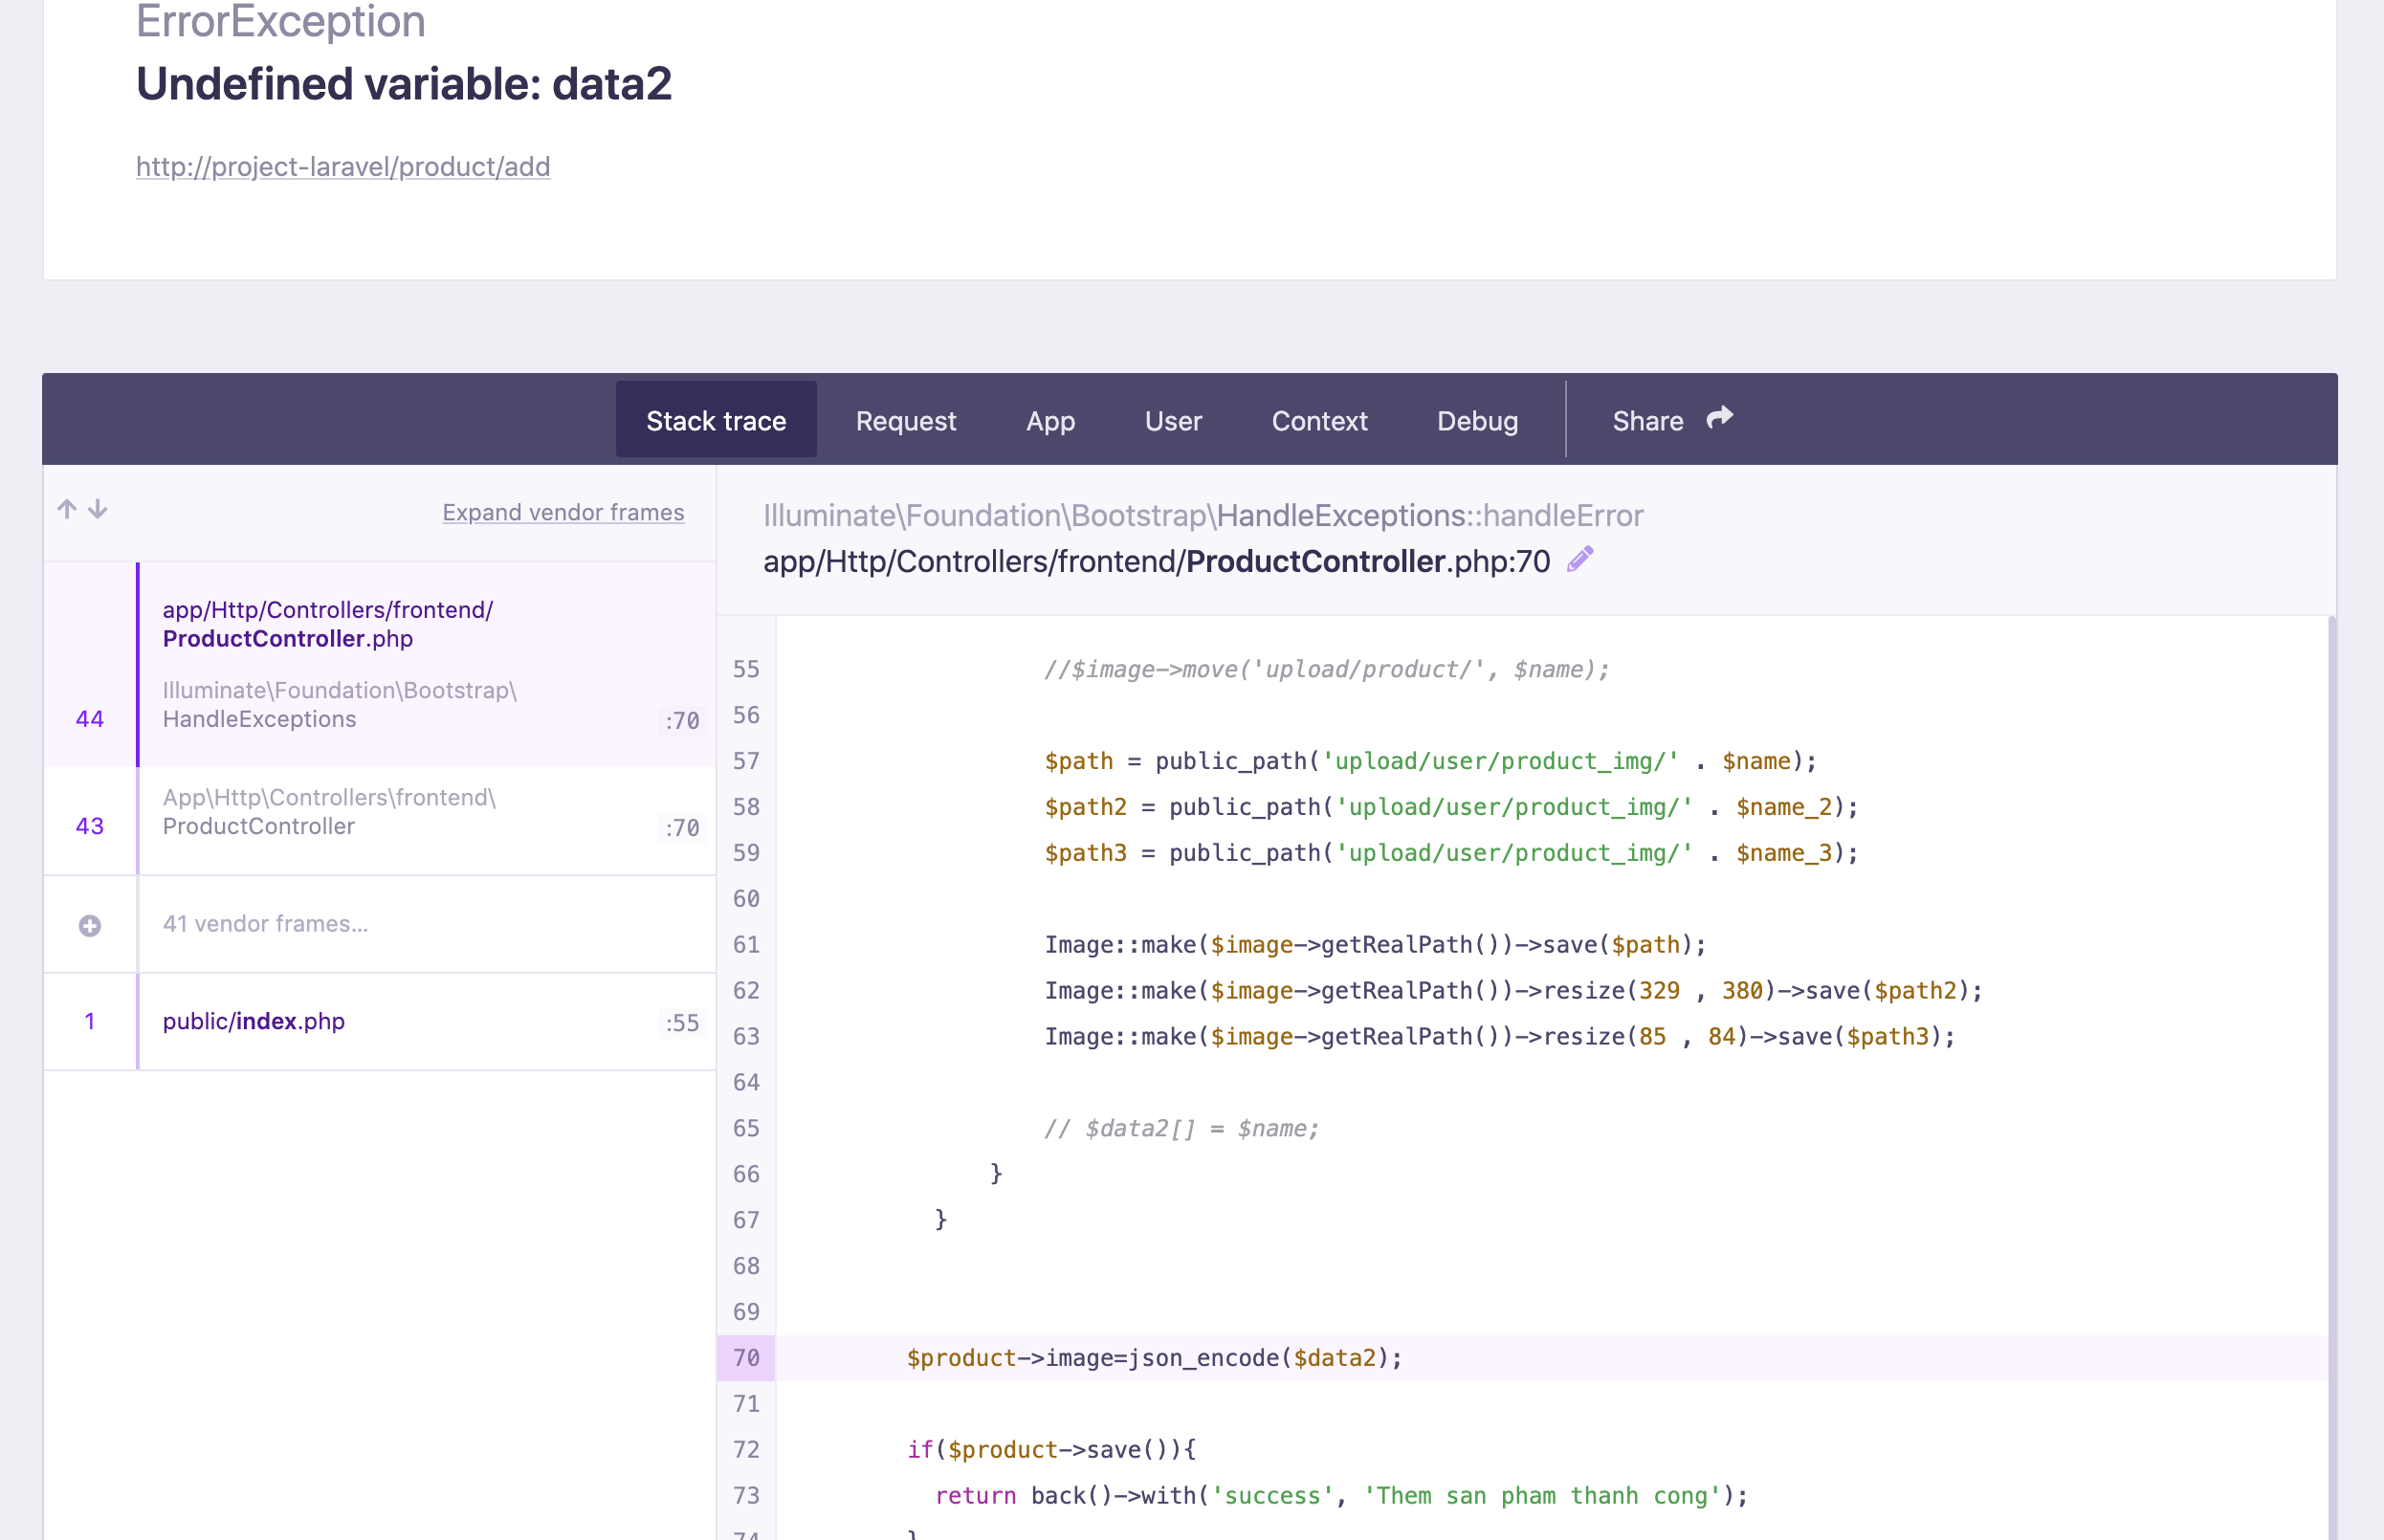 ErrorException
Undefined variable: data2
http://project-laravel/product/add
Stack trace
Request
App
User
Context
Debug
Share
Expand vendor frames
44
app/Http/Controllers/frontend/
ProductController.php
Illuminate\Foundation\Bootstrap\
HandleExceptions
:70
43
App\Http\Controllers\frontend\
ProductController
:70
41 vendor frames…
1
public/index.php
:55
Illuminate\Foundation\Bootstrap\HandleExceptions::handleError
app/Http/Controllers/frontend/ProductController.php:70
55 //$image->move('upload/product/', $name);
56
57 $path = public_path('upload/user/product_img/' . $name);
58 $path2 = public_path('upload/user/product_img/' . $name_2);
59 $path3 = public_path('upload/user/product_img/' . $name_3);
60
61 Image::make($image->getRealPath())->save($path);
62 Image::make($image->getRealPath())->resize(329 , 380)->save($path2);
63 Image::make($image->getRealPath())->resize(85 , 84)->save($path3);
64
65 // $data2[] = $name;
66 }
67 }
68
69
70 $product->image=json_encode($data2);
71
72 if($product->save()){
73 return back()->with('success', 'Them san pham thanh cong');
74 }